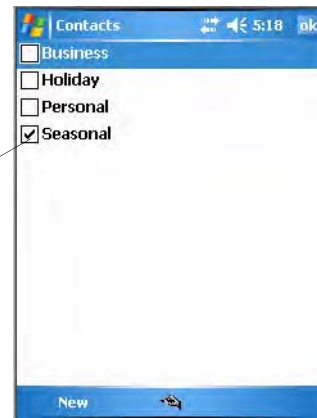 Contacts 5:18 ok
Business
Holiday
Personal
Seasonal
New